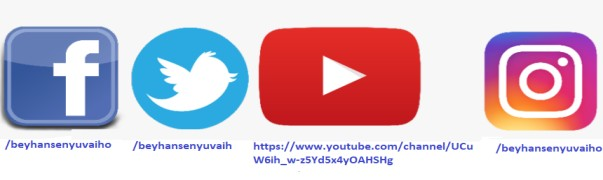 /beyhansenyuvaiho
/beyhansenyuvaih
https://www.youtube.com/channel/UCu
W6ih_w-z5Yd5x4yOAHSHg
/beyhansenyuvaiho